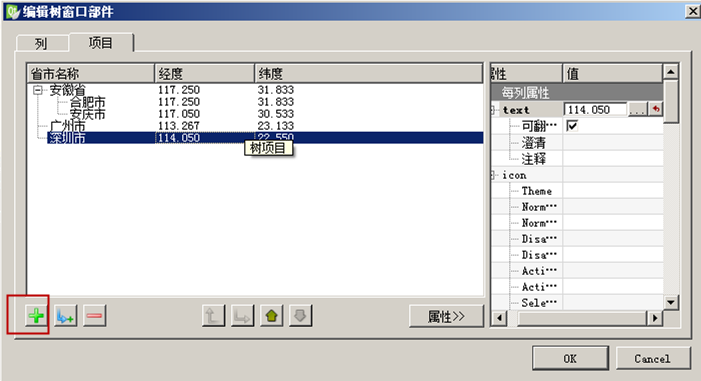 编辑树窗口部件
列 项目
省市名称 经度 纬度
安徽省 117.250 31.833
合肥市 117.250 31.833
安庆市 117.050 30.533
广州市 113.267 23.133
深圳市 114.050 22.550
树项目
属性 值
每列属性
text 114.050 ...
可翻…
澄清
注释
icon
Theme
Norm…
Norm…
Disa…
Disa…
Acti…
Acti…
Sele…
属性>>
OK Cancel